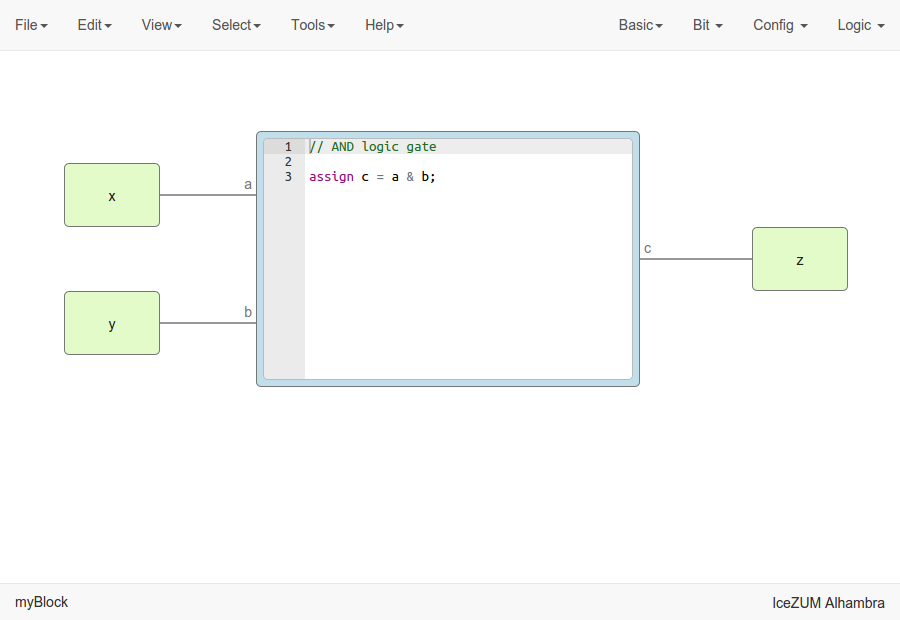 File Edit View Select Tools Help Basic Bit Config Logic
1 // AND logic gate
2
3 assign c = a & b;
x
a
y
b
c
z
myBlock
IceZUM Alhambra